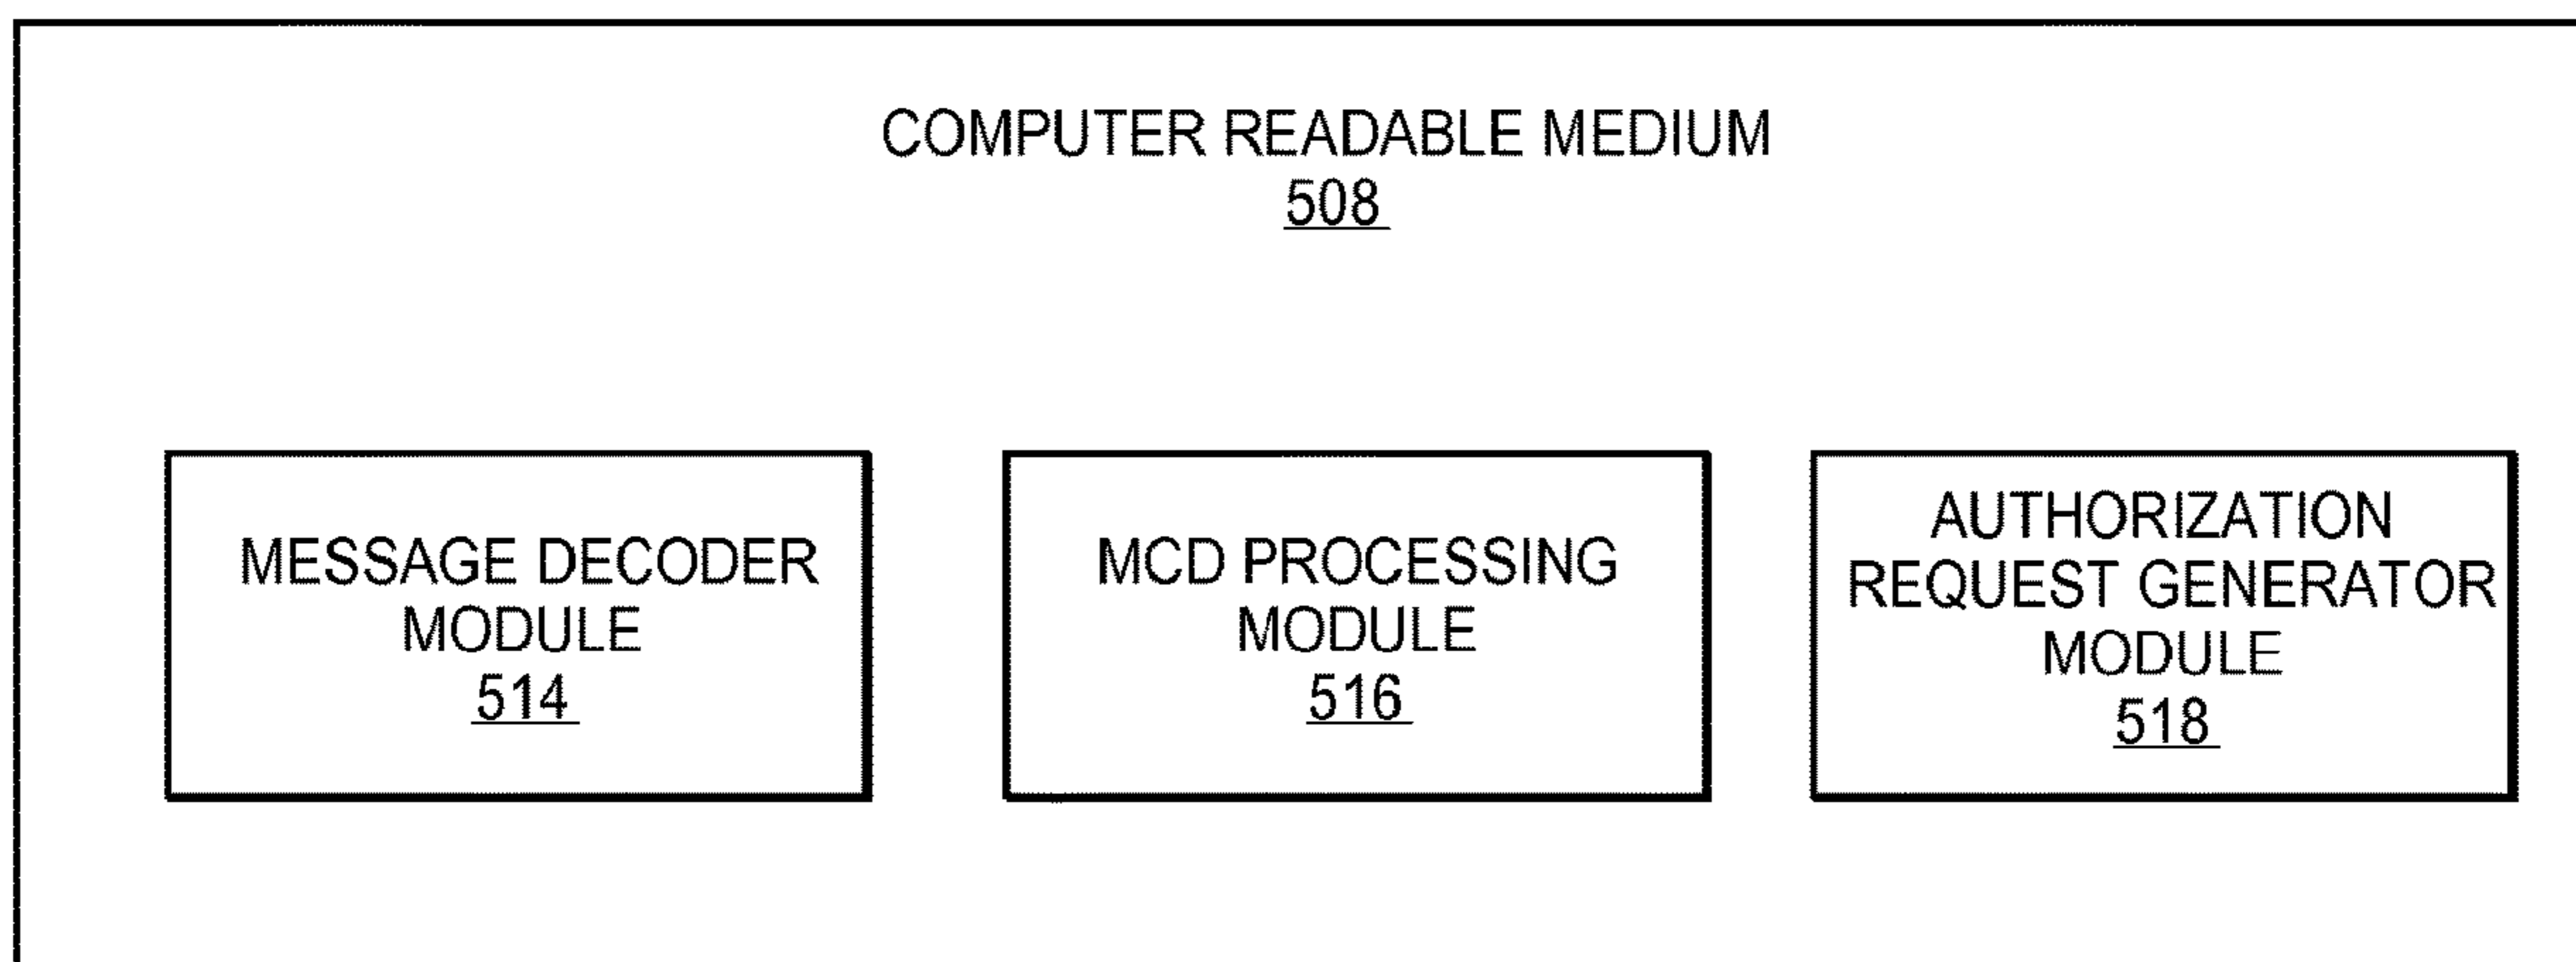 COMPUTER READABLE MEDIUM
508
MESSAGE DECODER
MODULE
514
MCD PROCESSING
MODULE
516
AUTHORIZATION
REQUEST GENERATOR
MODULE
518